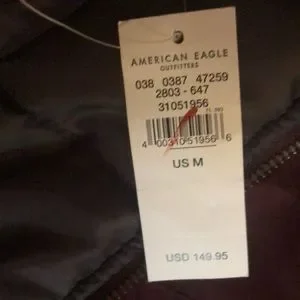 AMERICAN EAGLE
OUTFITTERS
038 0387 47259
2803 - 647
31051956
4 00310 51956 6
US M
USD 149.95